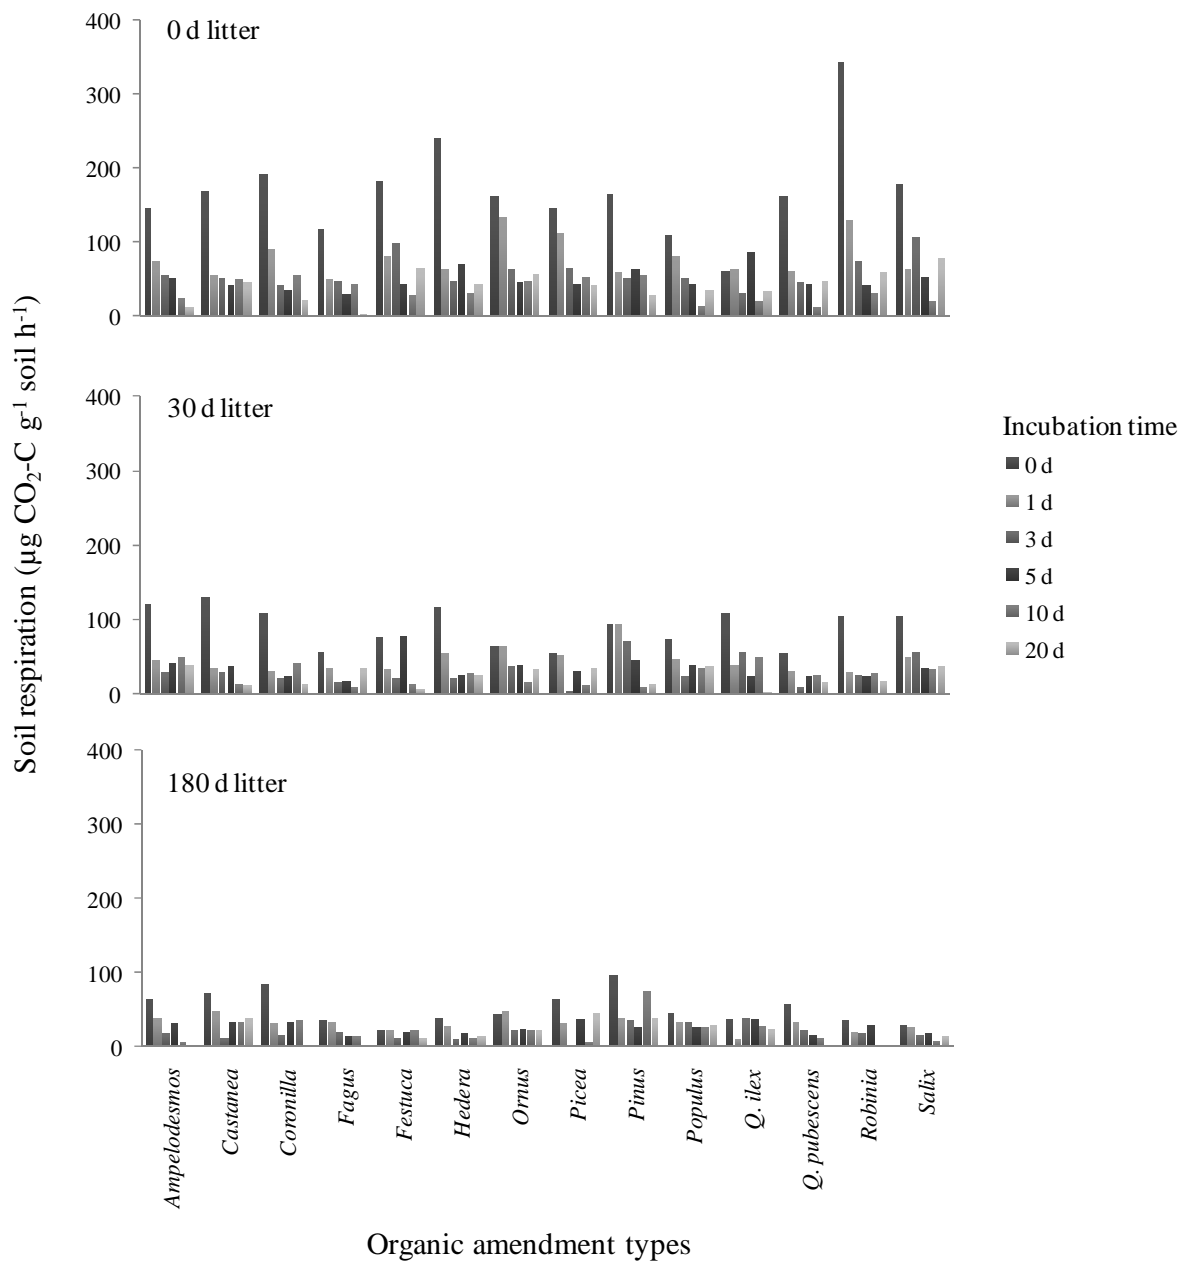 400
0 d litter
300
200
100
0
400
30 d litter
300
200
100
0
400
180 d litter
300
200
100
0
Soil respiration (µg CO₂-C g⁻¹ soil h⁻¹)
Incubation time
0 d
1 d
3 d
5 d
10 d
20 d
Ampelodesmos
Castanea
Coronilla
Fagus
Festuca
Hedera
Ornus
Picea
Pinus
Populus
Q. ilex
Q. pubescens
Robinia
Salix
Organic amendment types